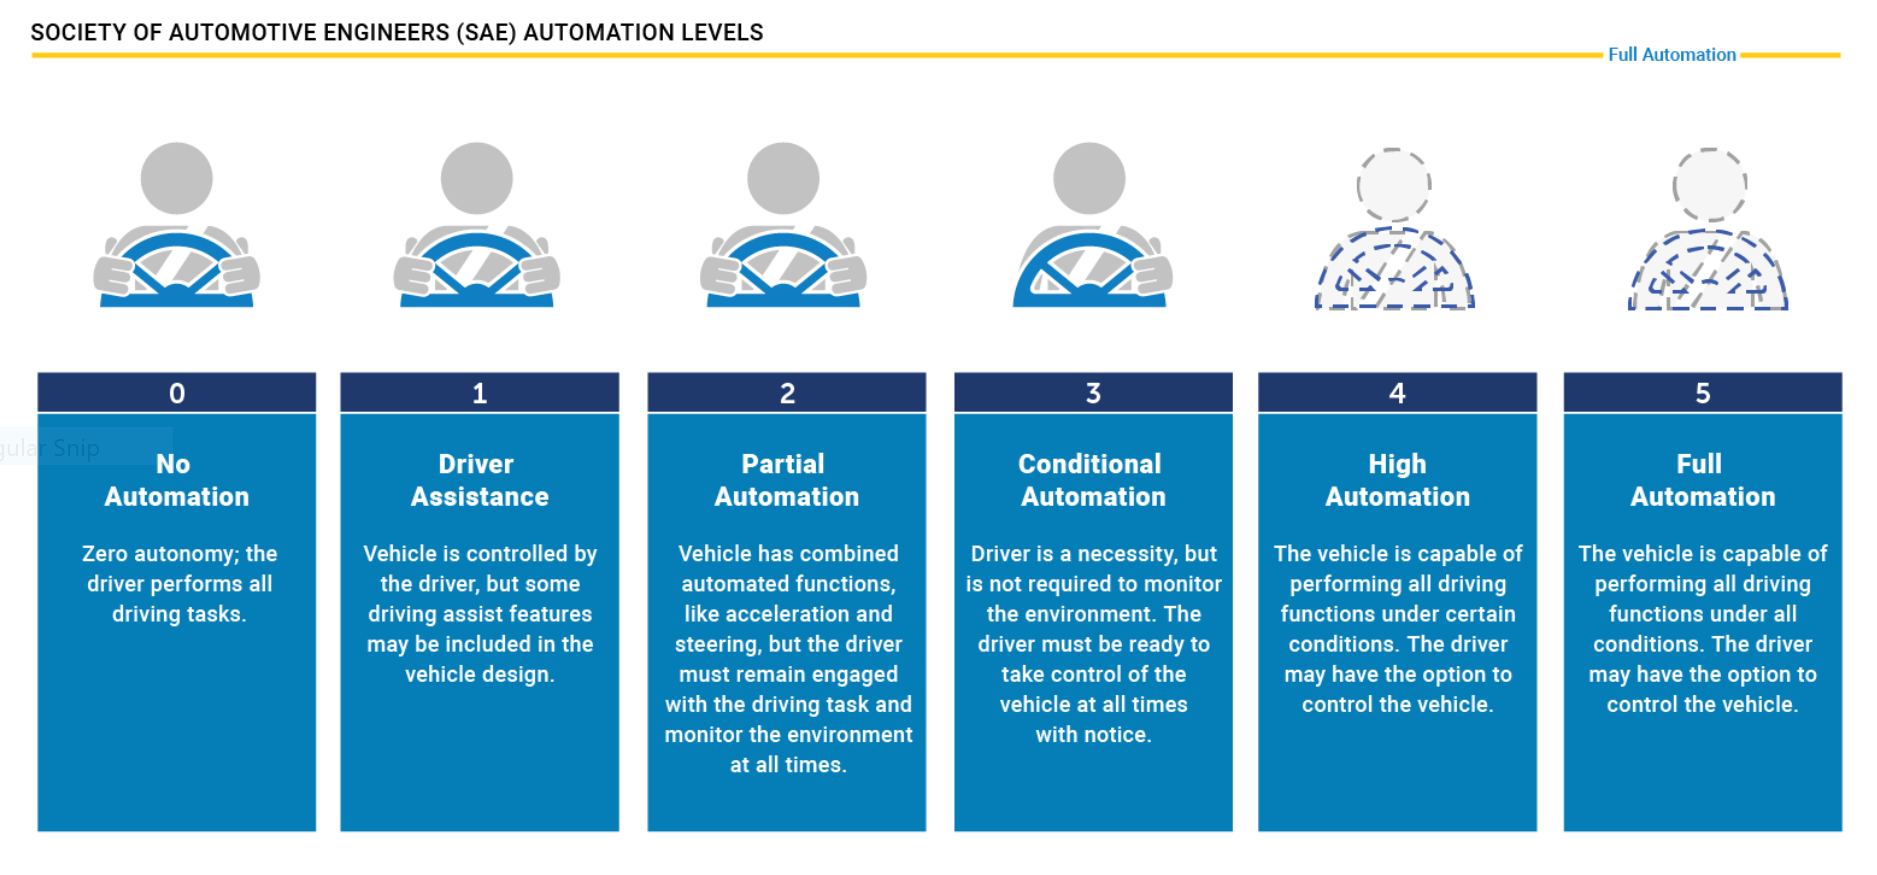 SOCIETY OF AUTOMOTIVE ENGINEERS (SAE) AUTOMATION LEVELS
Full Automation
0
No
Automation
Zero autonomy; the
driver performs all
driving tasks.
1
Driver
Assistance
Vehicle is controlled by
the driver, but some
driving assist features
may be included in the
vehicle design.
2
Partial
Automation
Vehicle has combined
automated functions,
like acceleration and
steering, but the driver
must remain engaged
with the driving task and
monitor the environment
at all times.
3
Conditional
Automation
Driver is a necessity, but
is not required to monitor
the environment. The
driver must be ready to
take control of the
vehicle at all times
with notice.
4
High
Automation
The vehicle is capable of
performing all driving
functions under certain
conditions. The driver
may have the option to
control the vehicle.
5
Full
Automation
The vehicle is capable of
performing all driving
functions under all
conditions. The driver
may have the option to
control the vehicle.
gular Snip